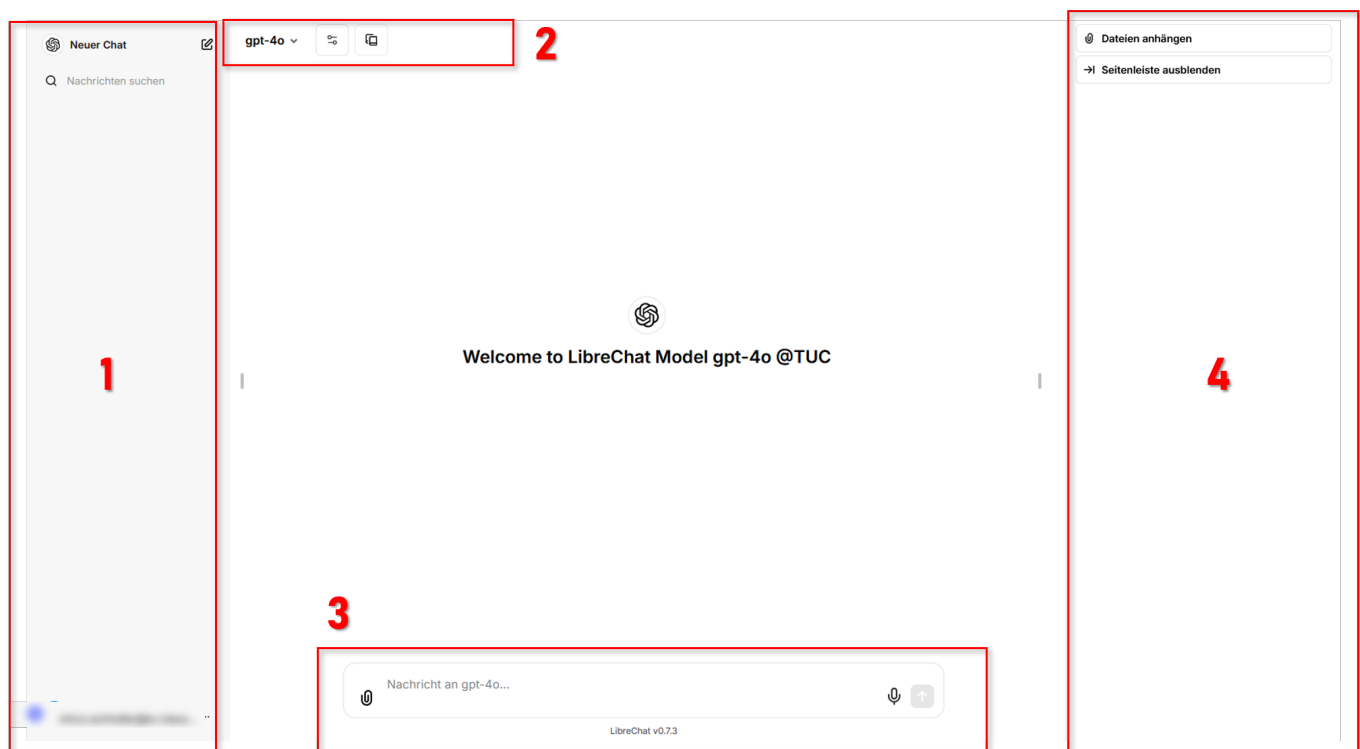 Neuer Chat
Nachrichten suchen
1
gpt-4o
2
Welcome to LibreChat Model gpt-4o @TUC
3
Nachricht an gpt-4o...
LibreChat v0.7.3
Dateien anhängen
Seitenleiste ausblenden
4